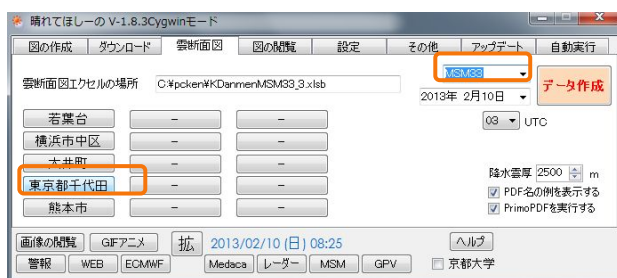 晴れてほしーの V-1.8.3Cygwinモード
図の作成 ダウンロード 雲断面図 図の閲覧 設定 その他 アップデート 自動実行
雲断面図エクセルの場所 C:¥pcken¥KDanmenMSM33_3.xlsb MSM33 データ作成
2013年 2月10日
若葉台 - - 03 UTC
横浜市中区 - -
大井町 - - 降水雲厚 2500 m
東京都千代田 - - PDF名の例を表示する
熊本市 - - PrimoPDFを実行する
画像の閲覧 GIFアニメ 拡 2013/02/10 (日) 08:25 ヘルプ
警報 WEB ECMWF Medaca レーダー MSM GPV 京都大学